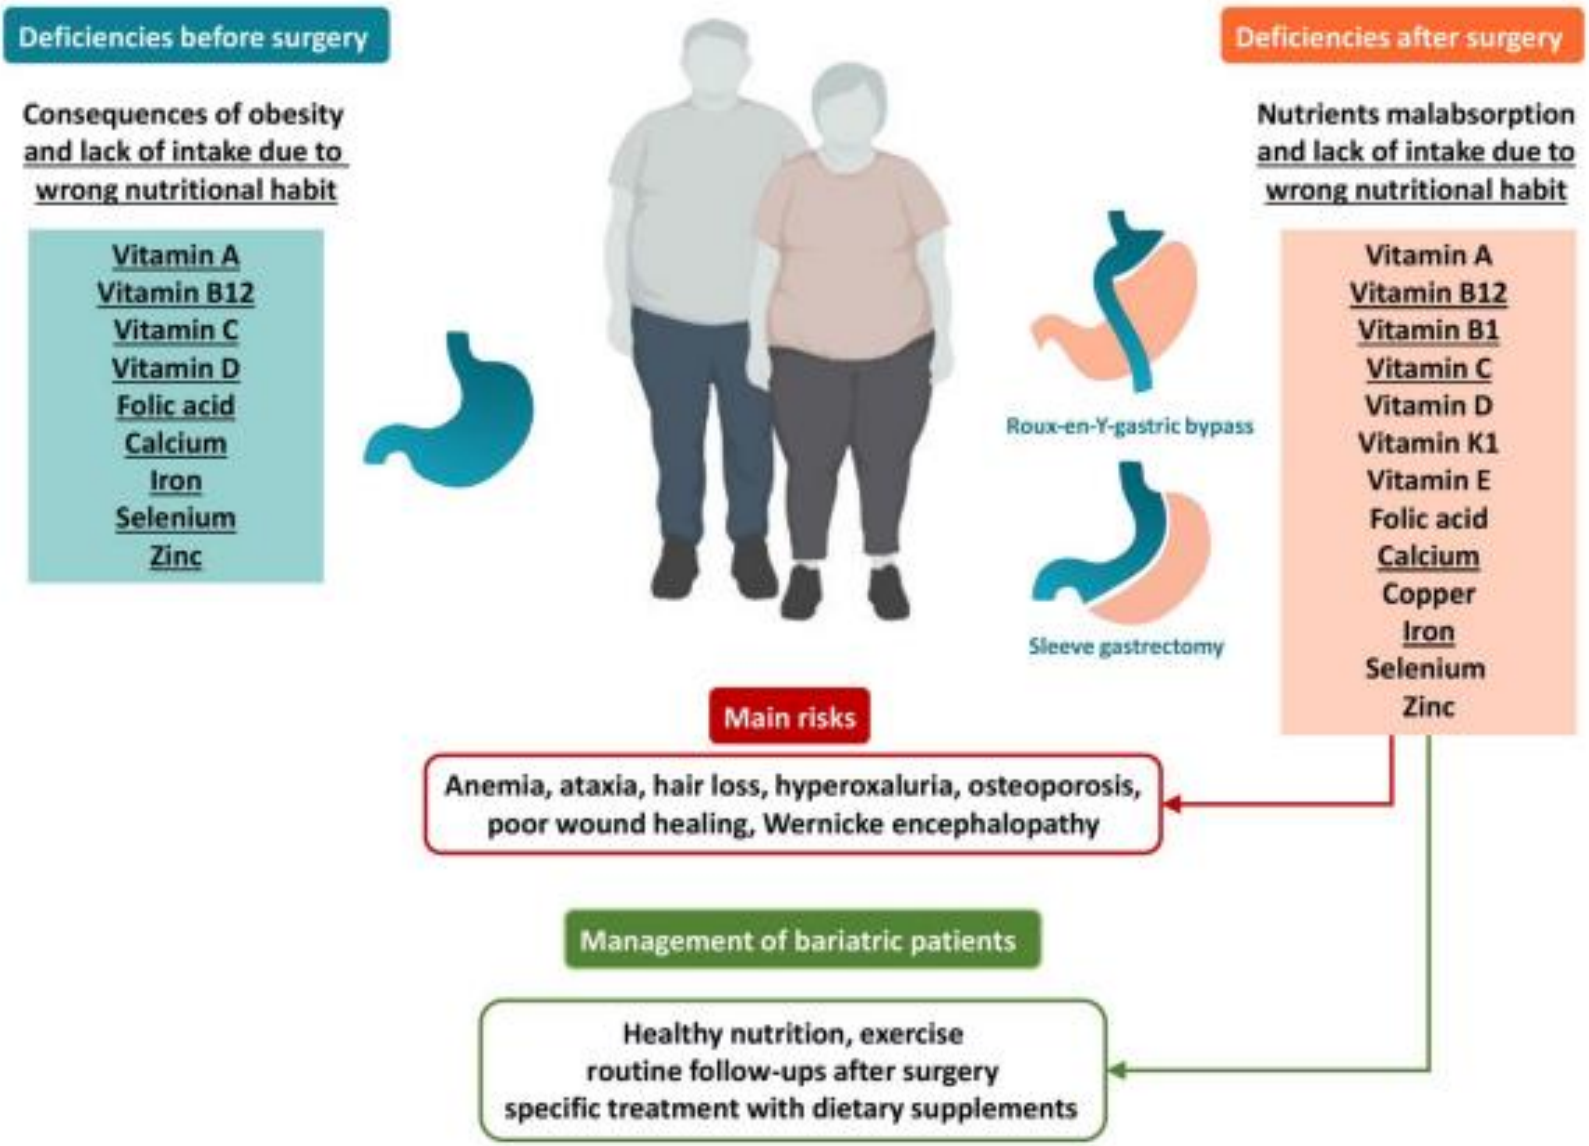 Deficiencies before surgery
Consequences of obesity
and lack of intake due to
wrong nutritional habit
Vitamin A
Vitamin B12
Vitamin C
Vitamin D
Folic acid
Calcium
Iron
Selenium
Zinc
Deficiencies after surgery
Nutrients malabsorption
and lack of intake due to
wrong nutritional habit
Vitamin A
Vitamin B12
Vitamin B1
Vitamin C
Vitamin D
Vitamin K1
Vitamin E
Folic acid
Calcium
Copper
Iron
Selenium
Zinc
Roux-en-Y-gastric bypass
Sleeve gastrectomy
Main risks
Anemia, ataxia, hair loss, hyperoxaluria, osteoporosis,
poor wound healing, Wernicke encephalopathy
Management of bariatric patients
Healthy nutrition, exercise
routine follow-ups after surgery
specific treatment with dietary supplements